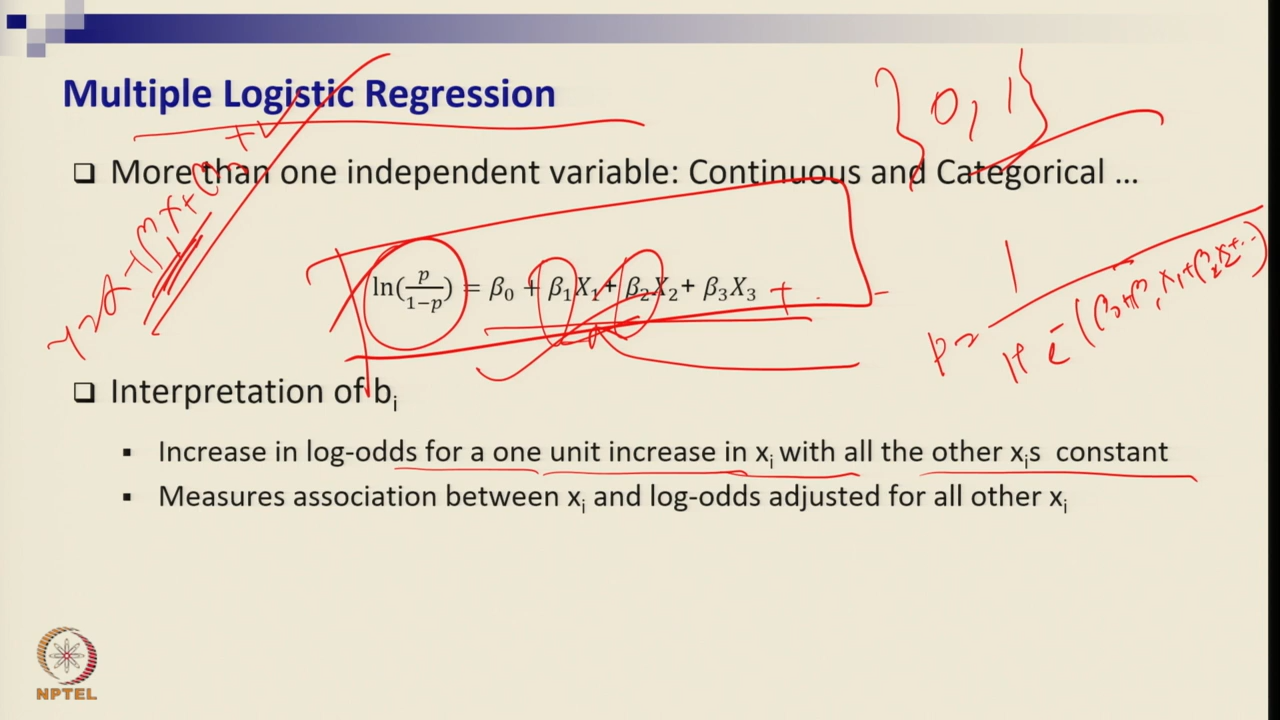 Multiple Logistic Regression
{0, 1}
❑ More than one independent variable: Continuous and Categorical ...
ln(p/(1−p)) = β0 + β1X1 + β2X2 + β3X3 + . . -
1
❑ Interpretation of bi
▪ Increase in log-odds for a one unit increase in xi with all the other xis constant
▪ Measures association between xi and log-odds adjusted for all other xi
NPTEL